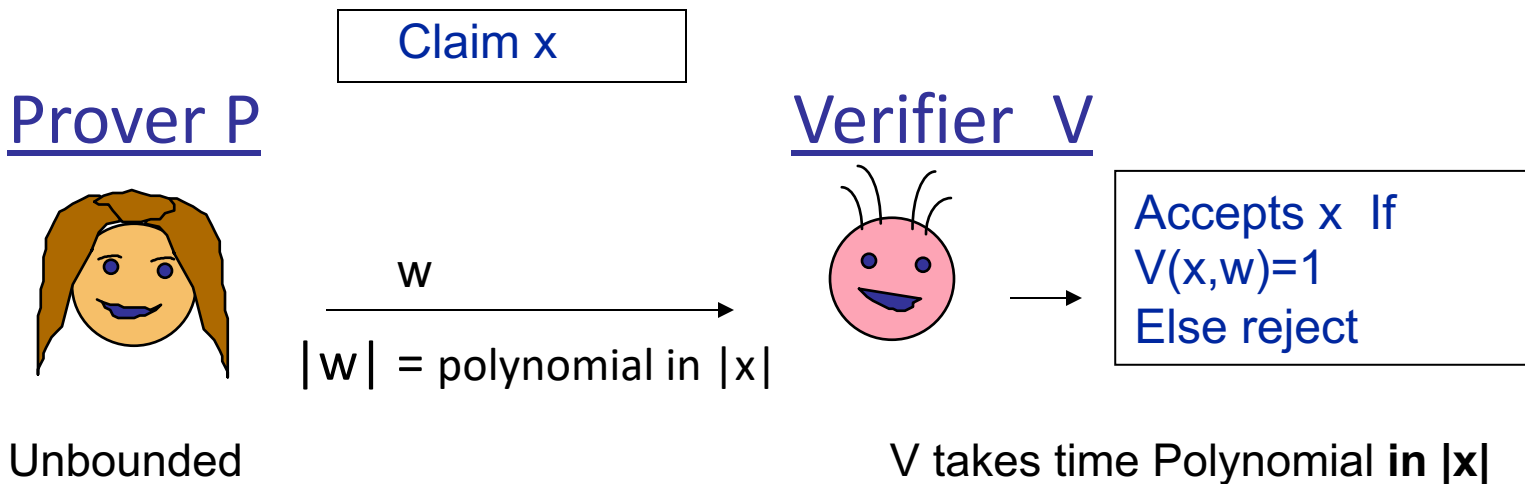 Claim x
Prover P
Verifier V
w
|w| = polynomial in |x|
Accepts x If
V(x,w)=1
Else reject
Unbounded
V takes time Polynomial in |x|